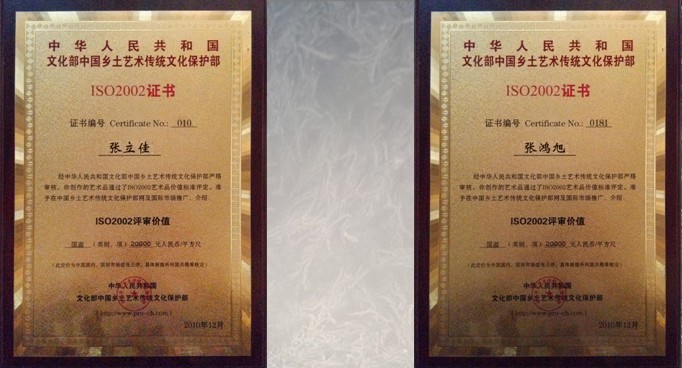 中华人民共和国
文化部中国乡土艺术传统文化保护部
ISO2002证书
证书编号 Certificate No.: 010
张立佳
经中华人民共和国文化部中国乡土艺术传统文化保护部严格
审核。你创作的艺术品通过了ISO2002艺术品价值标准评定。准
予在中国乡土艺术传统文化保护部网及国际市场推广、介绍.
ISO2002评审价值
国画 (类别、项) 20000 元人民币/平方尺
中华人民共和国
文化部中国乡土艺术传统文化保护部
2010年12月
中华人民共和国
文化部中国乡土艺术传统文化保护部
ISO2002证书
证书编号 Certificate No.: 0181
张鸿旭
经中华人民共和国文化部中国乡土艺术传统文化保护部严格
审核。你创作的艺术品通过了ISO2002艺术品价值标准评定。准
予在中国乡土艺术传统文化保护部网及国际市场推广、介绍.
ISO2002评审价值
国画 (类别、项) 20000 元人民币/平方尺
中华人民共和国
文化部中国乡土艺术传统文化保护部
2010年12月